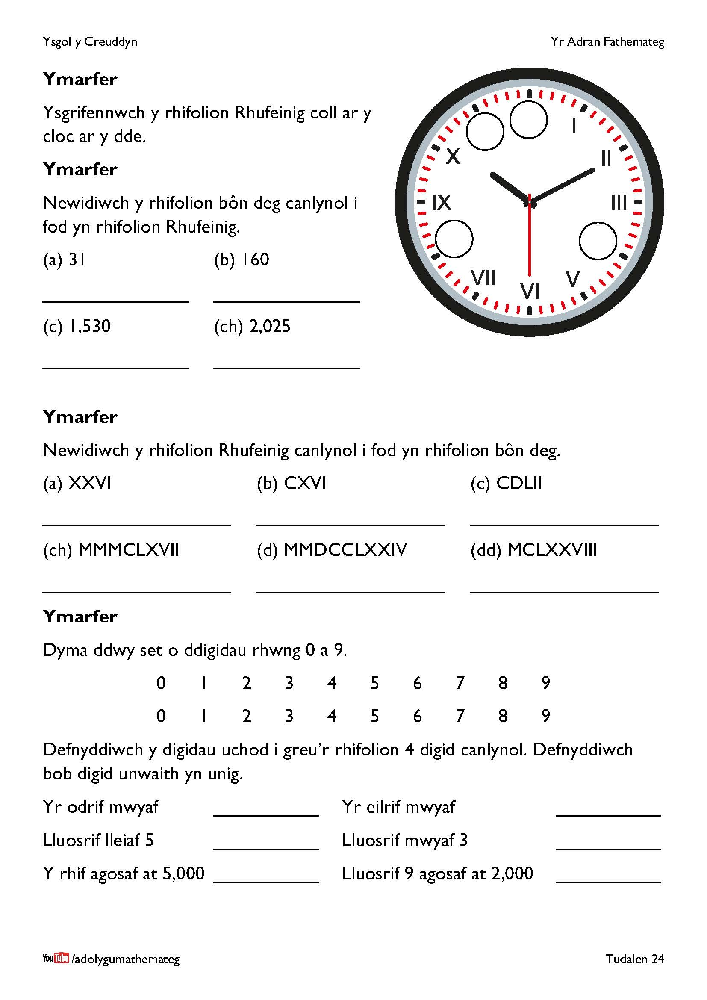 Ysgol y Creuddyn
Yr Adran Fathemateg
Ymarfer
Ysgrifennwch y rhifolion Rhufeinig coll ar y
cloc ar y dde.
Ymarfer
Newidiwch y rhifolion bôn deg canlynol i
fod yn rhifolion Rhufeinig.
(a) 31 (b) 160
(c) 1,530 (ch) 2,025
I
II
III
V
VI
VII
IX
X
Ymarfer
Newidiwch y rhifolion Rhufeinig canlynol i fod yn rhifolion bôn deg.
(a) XXVI (b) CXVI (c) CDLII
(ch) MMMCLXVII (d) MMDCCLXXIV (dd) MCLXXVIII
Ymarfer
Dyma ddwy set o ddigidau rhwng 0 a 9.
0 1 2 3 4 5 6 7 8 9
0 1 2 3 4 5 6 7 8 9
Defnyddiwch y digidau uchod i greu’r rhifolion 4 digid canlynol. Defnyddiwch
bob digid unwaith yn unig.
Yr odrif mwyaf Yr eilrif mwyaf
Lluosrif lleiaf 5 Lluosrif mwyaf 3
Y rhif agosaf at 5,000 Lluosrif 9 agosaf at 2,000
YouTube /adolygumathemateg
Tudalen 24